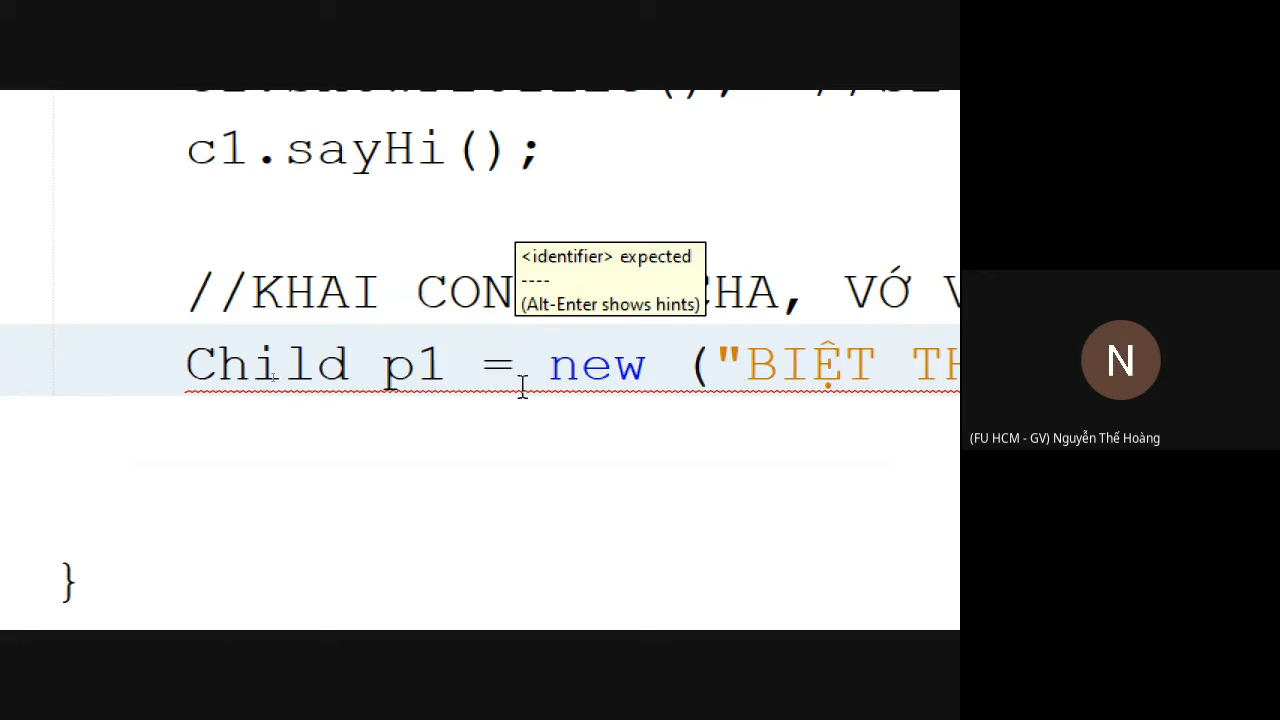 c1.sayHi();
<identifier> expected
----
(Alt-Enter shows hints)
//KHAI CON CHA, VỚ
Child p1 = new ("BIỆT TH
}
N
(FU HCM - GV) Nguyễn Thế Hoàng